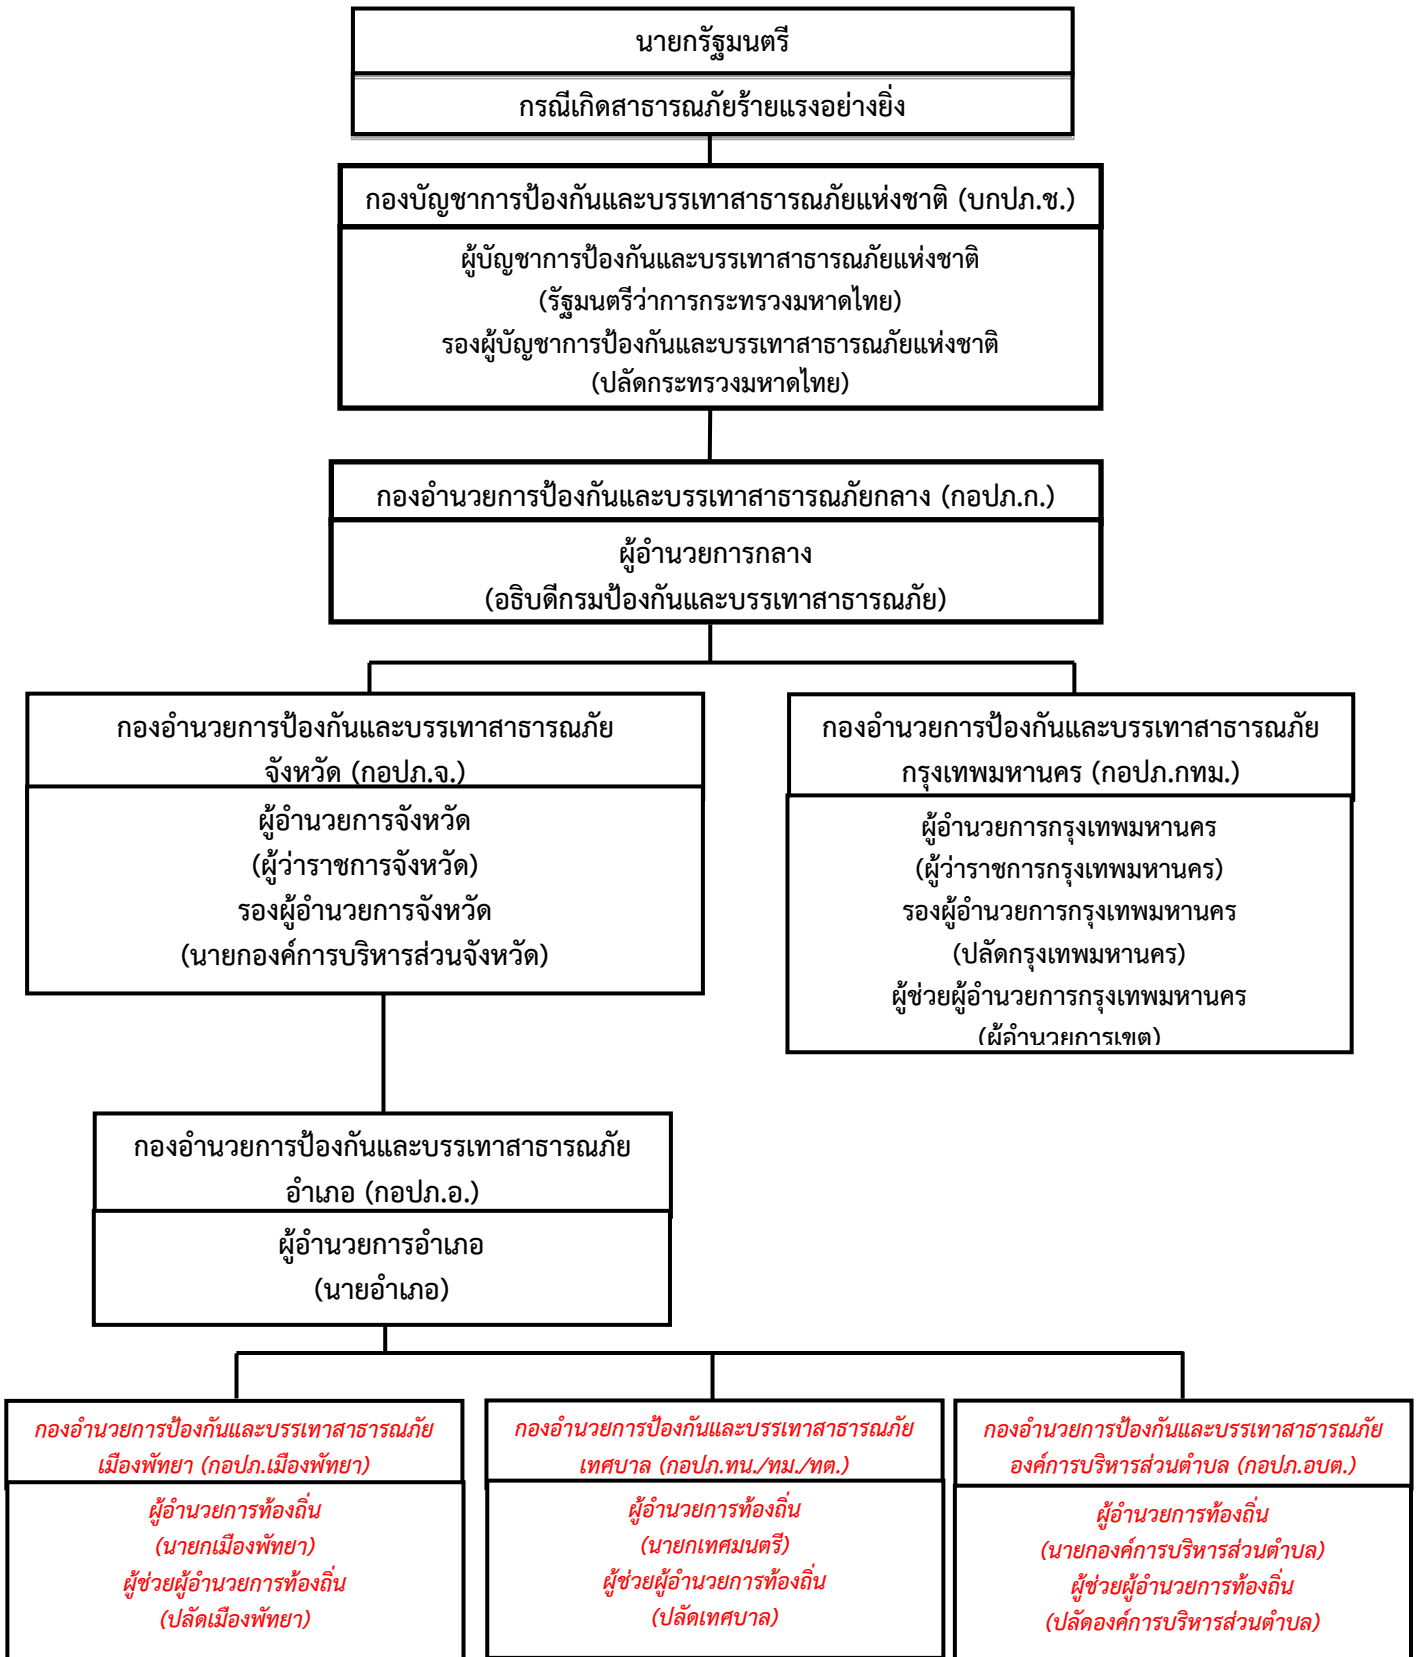 นายกรัฐมนตรี
กรณีเกิดสาธารณภัยร้ายแรงอย่างยิ่ง
กองบัญชาการป้องกันและบรรเทาสาธารณภัยแห่งชาติ (บกปภ.ช.)
ผู้บัญชาการป้องกันและบรรเทาสาธารณภัยแห่งชาติ
(รัฐมนตรีว่าการกระทรวงมหาดไทย)
รองผู้บัญชาการป้องกันและบรรเทาสาธารณภัยแห่งชาติ
(ปลัดกระทรวงมหาดไทย)
กองอำนวยการป้องกันและบรรเทาสาธารณภัยกลาง (กอปภ.ก.)
ผู้อำนวยการกลาง
(อธิบดีกรมป้องกันและบรรเทาสาธารณภัย)
กองอำนวยการป้องกันและบรรเทาสาธารณภัย
จังหวัด (กอปภ.จ.)
ผู้อำนวยการจังหวัด
(ผู้ว่าราชการจังหวัด)
รองผู้อำนวยการจังหวัด
(นายกองค์การบริหารส่วนจังหวัด)
กองอำนวยการป้องกันและบรรเทาสาธารณภัย
กรุงเทพมหานคร (กอปภ.กทม.)
ผู้อำนวยการกรุงเทพมหานคร
(ผู้ว่าราชการกรุงเทพมหานคร)
รองผู้อำนวยการกรุงเทพมหานคร
(ปลัดกรุงเทพมหานคร)
ผู้ช่วยผู้อำนวยการกรุงเทพมหานคร
(ผู้อำนวยการเขต)
กองอำนวยการป้องกันและบรรเทาสาธารณภัย
อำเภอ (กอปภ.อ.)
ผู้อำนวยการอำเภอ
(นายอำเภอ)
กองอำนวยการป้องกันและบรรเทาสาธารณภัย
เมืองพัทยา (กอปภ.เมืองพัทยา)
ผู้อำนวยการท้องถิ่น
(นายกเมืองพัทยา)
ผู้ช่วยผู้อำนวยการท้องถิ่น
(ปลัดเมืองพัทยา)
กองอำนวยการป้องกันและบรรเทาสาธารณภัย
เทศบาล (กอปภ.ทน./ทม./ทต.)
ผู้อำนวยการท้องถิ่น
(นายกเทศมนตรี)
ผู้ช่วยผู้อำนวยการท้องถิ่น
(ปลัดเทศบาล)
กองอำนวยการป้องกันและบรรเทาสาธารณภัย
องค์การบริหารส่วนตำบล (กอปภ.อบต.)
ผู้อำนวยการท้องถิ่น
(นายกองค์การบริหารส่วนตำบล)
ผู้ช่วยผู้อำนวยการท้องถิ่น
(ปลัดองค์การบริหารส่วนตำบล)